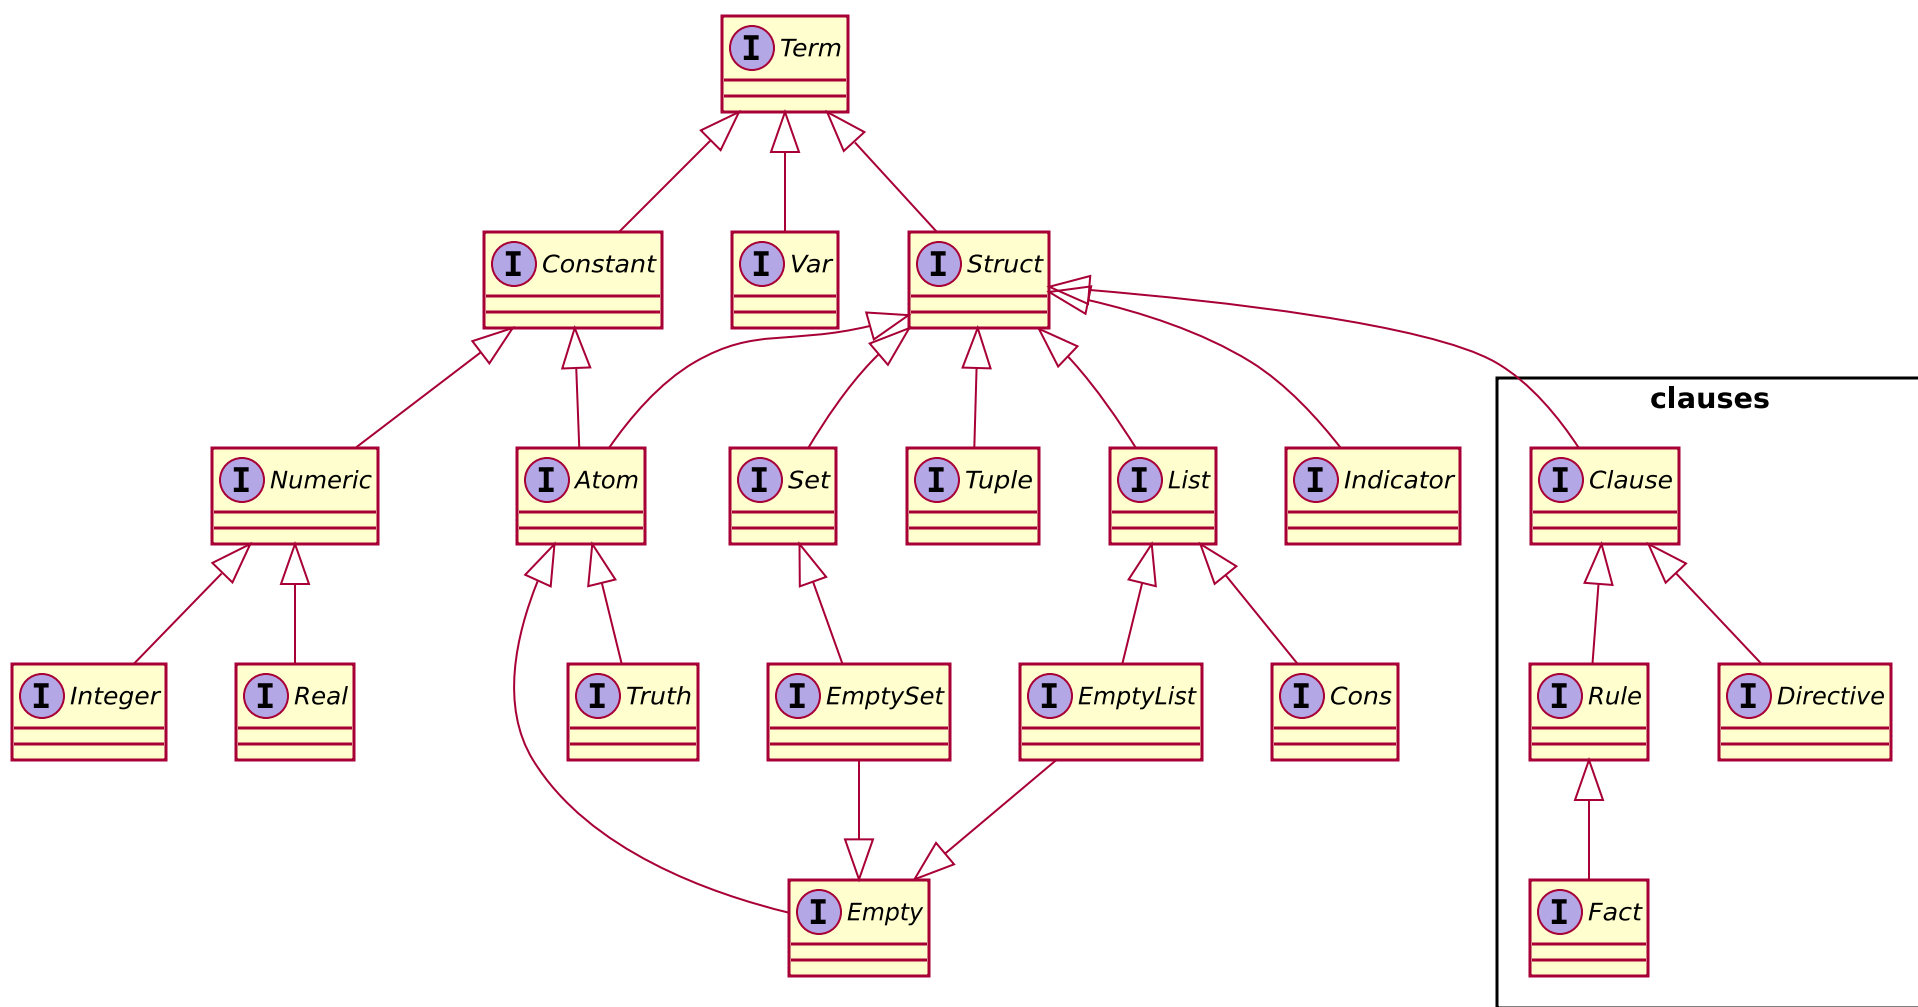 I Term
I Constant
I Var
I Struct
clauses
I Numeric
I Atom
I Set
I Tuple
I List
I Indicator
I Clause
I Integer
I Real
I Truth
I EmptySet
I EmptyList
I Cons
I Rule
I Directive
I Empty
I Fact